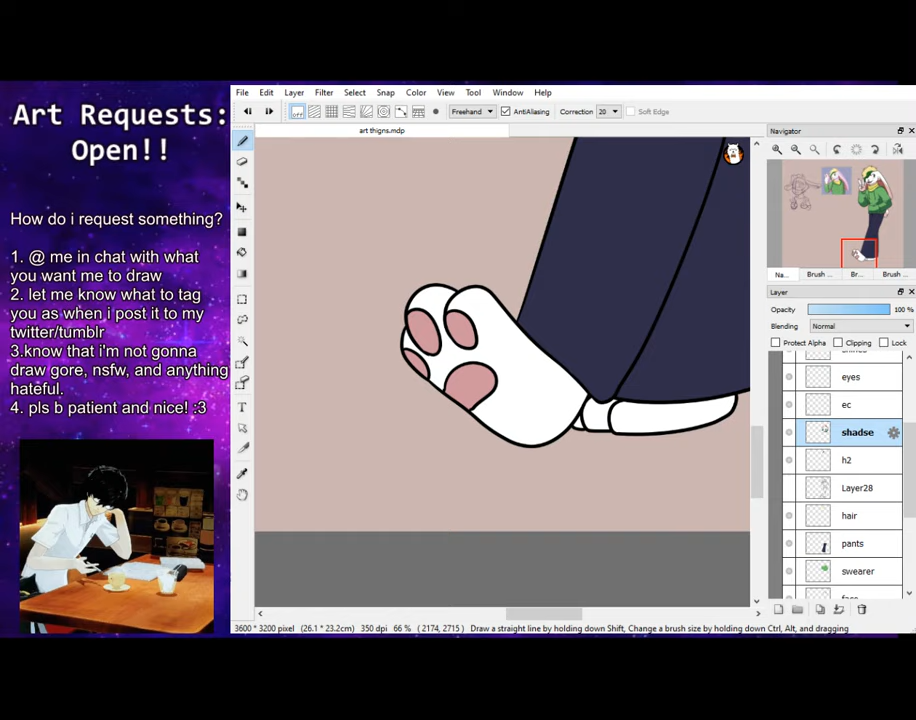 Art Requests:
Open!!
How do i request something?
1. @ me in chat with what
you want me to draw
2. let me know what to tag
you as when i post it to my
twitter/tumblr
3.know that i'm not gonna
draw gore, nsfw, and anything
hateful.
4. pls b patient and nice! :3
File Edit Layer Filter Select Snap Color View Tool Window Help
off Freehand AntiAliasing Correction 20 Soft Edge
art thigns.mdp
Navigator
Na... Brush ... Br... Brush ...
Layer
Opacity 100 %
Blending Normal
Protect Alpha Clipping Lock
eyes
ec
shadse
h2
Layer28
hair
pants
swearer
3600 * 3200 pixel (26.1 * 23.2cm) 350 dpi 66 % ( 2174, 2715) Draw a straight line by holding down Shift, Change a brush size by holding down Ctrl, Alt, and dragging